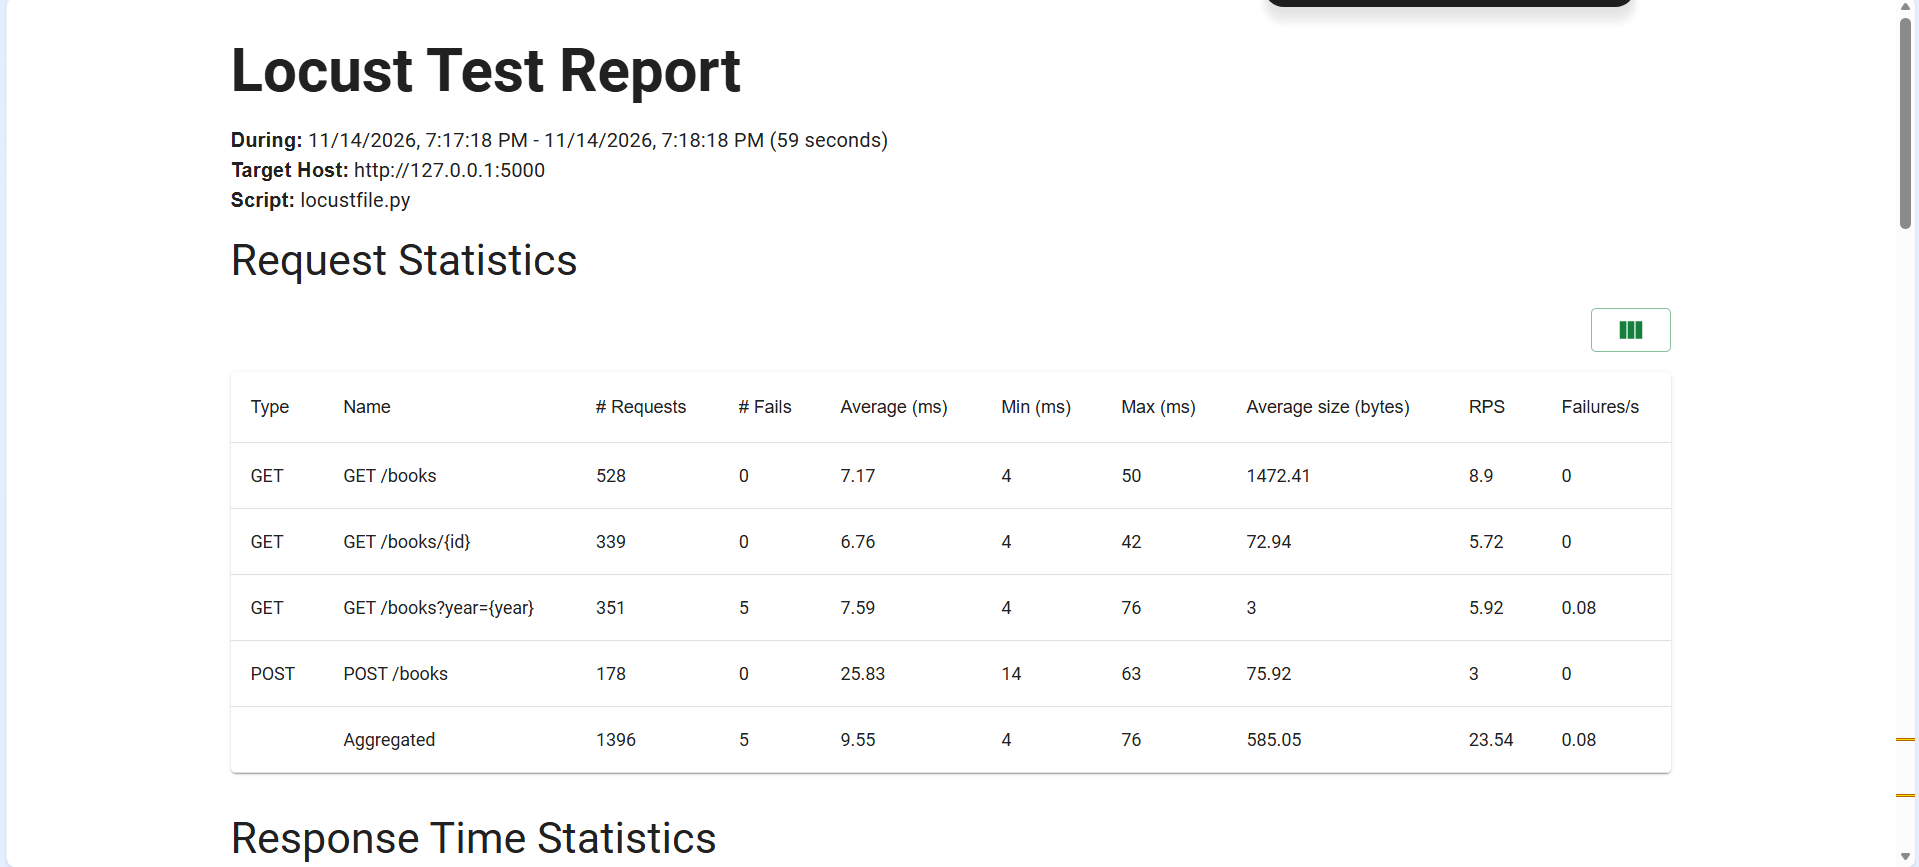 Locust Test Report
During: 11/14/2026, 7:17:18 PM - 11/14/2026, 7:18:18 PM (59 seconds)
Target Host: http://127.0.0.1:5000
Script: locustfile.py
Request Statistics
Type Name # Requests # Fails Average (ms) Min (ms) Max (ms) Average size (bytes) RPS Failures/s
GET GET /books 528 0 7.17 4 50 1472.41 8.9 0
GET GET /books/{id} 339 0 6.76 4 42 72.94 5.72 0
GET GET /books?year={year} 351 5 7.59 4 76 3 5.92 0.08
POST POST /books 178 0 25.83 14 63 75.92 3 0
Aggregated 1396 5 9.55 4 76 585.05 23.54 0.08
Response Time Statistics